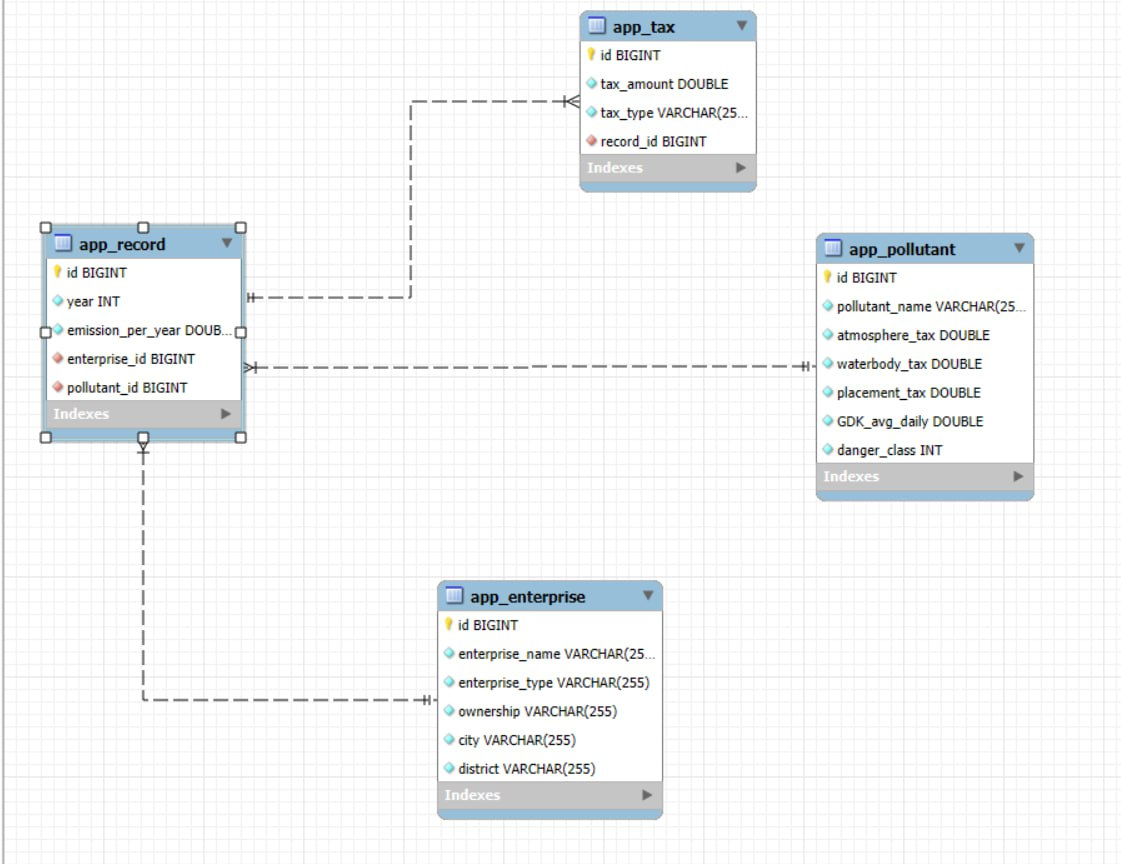 app_tax
id BIGINT
tax_amount DOUBLE
tax_type VARCHAR(25...
record_id BIGINT
Indexes
app_record
id BIGINT
year INT
emission_per_year DOUB...
enterprise_id BIGINT
pollutant_id BIGINT
Indexes
app_pollutant
id BIGINT
pollutant_name VARCHAR(25...
atmosphere_tax DOUBLE
waterbody_tax DOUBLE
placement_tax DOUBLE
GDK_avg_daily DOUBLE
danger_class INT
Indexes
app_enterprise
id BIGINT
enterprise_name VARCHAR(25...
enterprise_type VARCHAR(255)
ownership VARCHAR(255)
city VARCHAR(255)
district VARCHAR(255)
Indexes